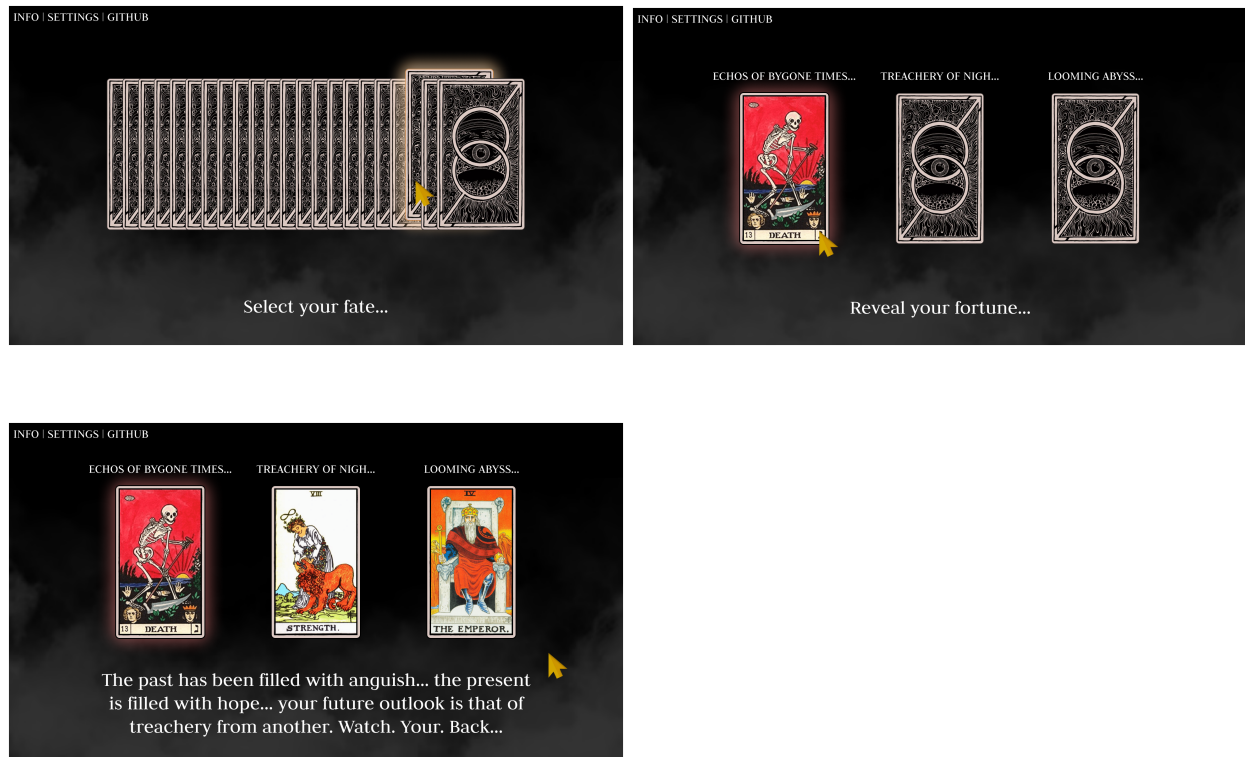 INFO | SETTINGS | GITHUB
Select your fate...
INFO | SETTINGS | GITHUB
ECHOS OF BYGONE TIMES...
TREACHERY OF NIGH...
LOOMING ABYSS...
13 DEATH
Reveal your fortune...
INFO | SETTINGS | GITHUB
ECHOS OF BYGONE TIMES...
TREACHERY OF NIGH...
LOOMING ABYSS...
VIII
IV
13 DEATH
STRENGTH.
THE EMPEROR.
The past has been filled with anguish... the present
is filled with hope... your future outlook is that of
treachery from another. Watch. Your. Back...